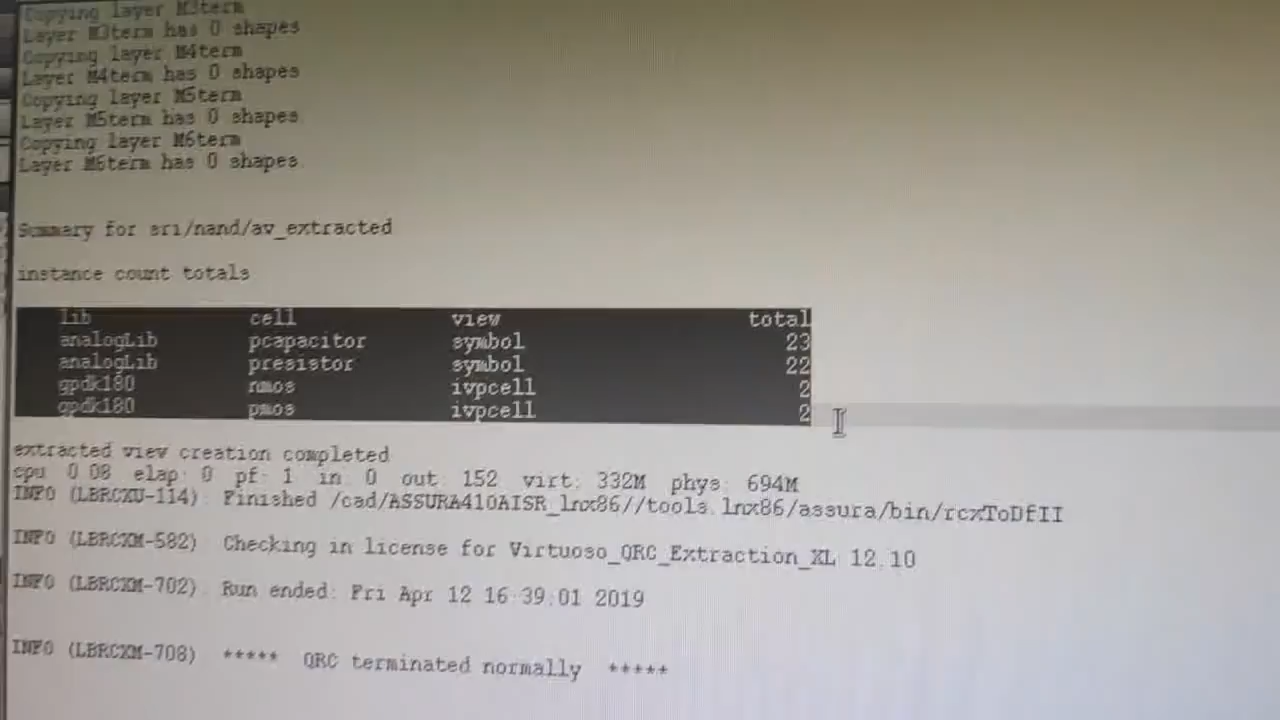 Copying layer M3term
Layer M3term has 0 shapes
Copying layer M4term
Layer M4term has 0 shapes
Copying layer M5term
Layer M5term has 0 shapes
Copying layer M6term
Layer M6term has 0 shapes
Summary for sri/nand/av_extracted
instance count totals
lib cell view total
analogLib pcapacitor symbol 23
analogLib presistor symbol 22
gpdk180 nmos ivpcell 2
gpdk180 pmos ivpcell 2
extracted view creation completed
cpu: 0.08 elap: 0 pf: 1 in: 0 out: 152 virt: 332M phys: 694M
INFO (LBRCXU-114): Finished /cad/ASSURA410AISR_lnx86//tools.lnx86/assura/bin/rcxToDfII
INFO (LBRCXM-582): Checking in license for Virtuoso_QRC_Extraction_XL 12.10
INFO (LBRCXM-702): Run ended: Fri Apr 12 16:39:01 2019
INFO (LBRCXM-708): ***** QRC terminated normally *****